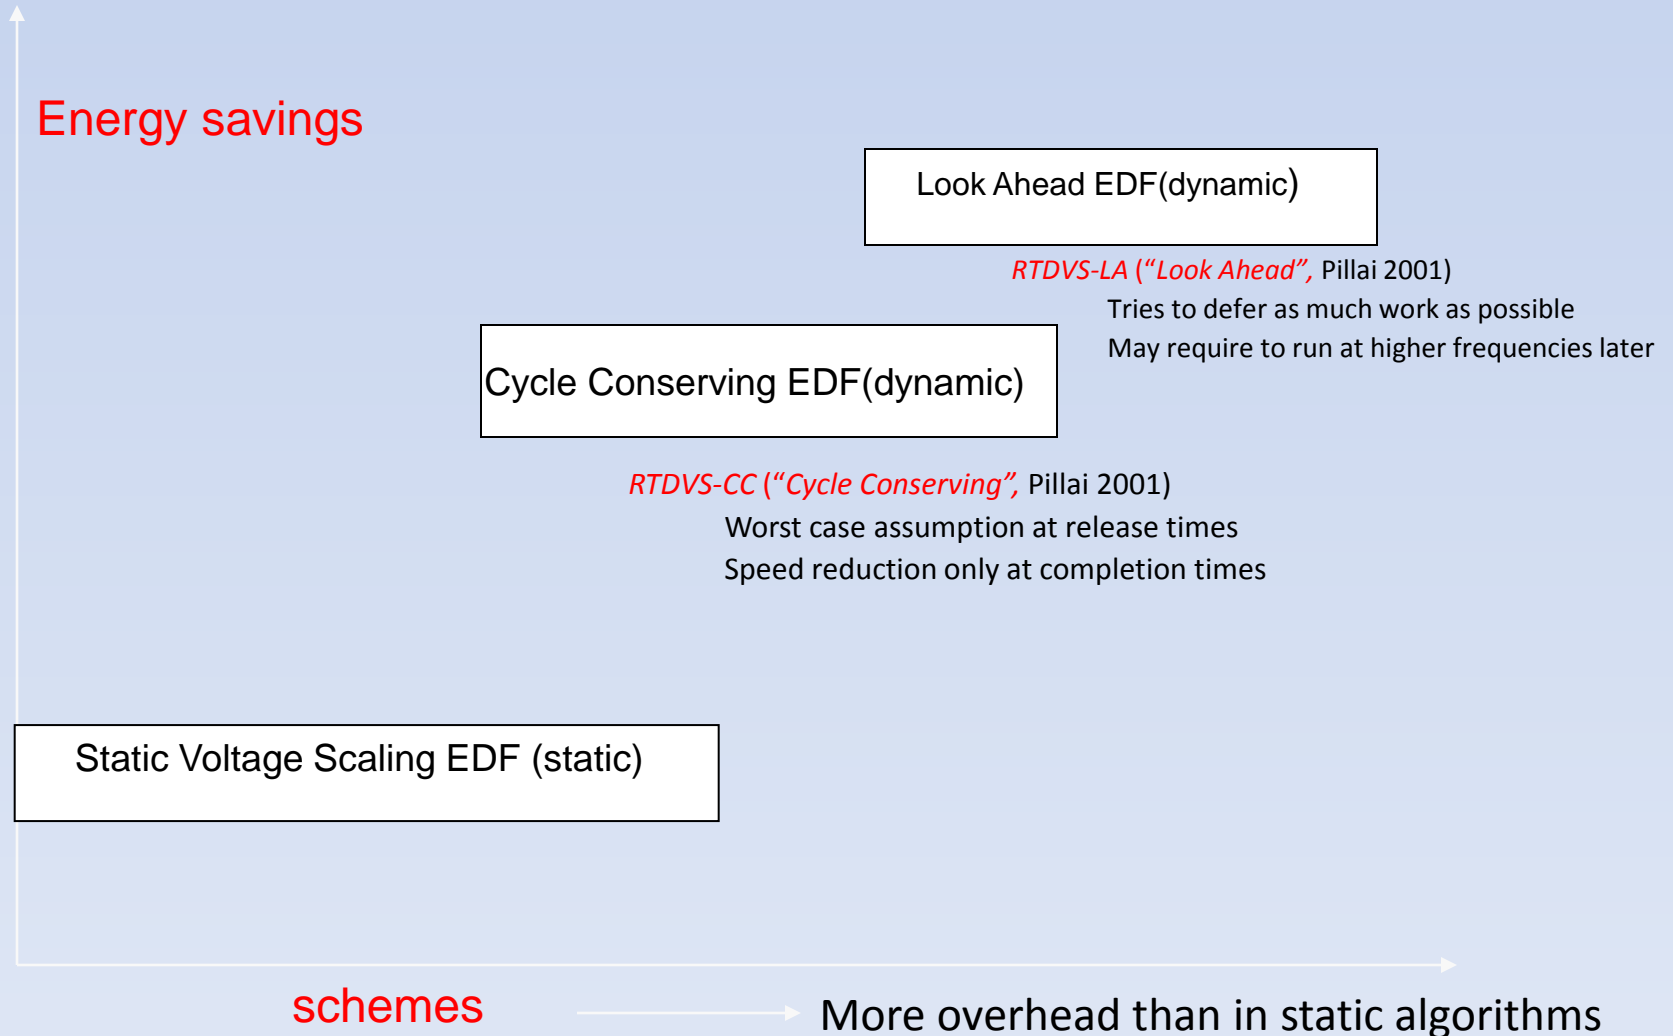 Energy savings
Look Ahead EDF(dynamic)
RTDVS-LA (“Look Ahead”, Pillai 2001)
Tries to defer as much work as possible
May require to run at higher frequencies later
Cycle Conserving EDF(dynamic)
RTDVS-CC (“Cycle Conserving”, Pillai 2001)
Worst case assumption at release times
Speed reduction only at completion times
Static Voltage Scaling EDF (static)
schemes
More overhead than in static algorithms